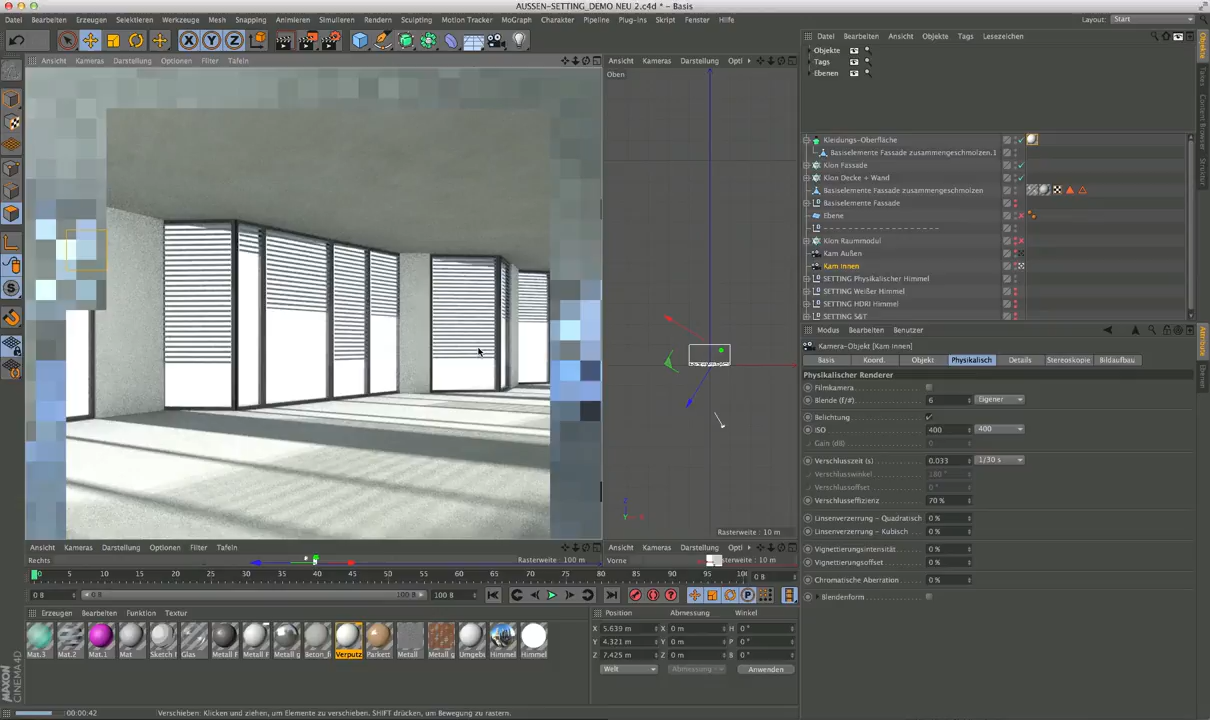 AUSSEN-SETTING_DEMO NEU 2.c4d * - Basis
Datei Bearbeiten Erzeugen Selektieren Werkzeuge Mesh Snapping Animieren Simulieren Rendern Sculpting Motion Tracker MoGraph Charakter Pipeline Plug-ins Skript Fenster Hilfe
Layout: Start
Datei Bearbeiten Ansicht Objekte Tags Lesezeichen
Objekte
Tags
Ebenen
Ansicht Kameras Darstellung Optionen Filter Tafeln
Ansicht Kameras Darstellung Opti
Oben
Rasterweite : 10 m
Kleidungs-Oberfläche
Basiselemente Fassade zusammengeschmolzen.1
Klon Fassade
Klon Decke + Wand
Basiselemente Fassade zusammengeschmolzen
Basiselemente Fassade
Ebene
Klon Raummodul
Kam Außen
Kam Innen
SETTING Physikalischer Himmel
SETTING Weißer Himmel
SETTING HDRI Himmel
SETTING S&T
Objekte
Takes
Content Browser
Struktur
Attribute
Ebenen
Modus Bearbeiten Benutzer
Kamera-Objekt [Kam Innen]
Basis Koord. Objekt Physikalisch Details Stereoskopie Bildaufbau
Physikalischer Renderer
Filmkamera
Blende (f/#) 6 Eigener
Belichtung
ISO 400 400
Gain (dB) 0
Verschlusszeit (s) 0.033 1/30 s
Verschlusswinkel 180 °
Verschlussoffset 0 °
Verschlusseffizienz 70 %
Linsenverzerrung - Quadratisch 0 %
Linsenverzerrung - Kubisch 0 %
Vignettierungsintensität 0 %
Vignettierungsoffset 0 %
Chromatische Aberration 0 %
Blendenform
Ansicht Kameras Darstellung Optionen Filter Tafeln
Rechts
Rasterweite : 100 m
Ansicht Kameras Darstellung Opti
Vorne
asterweite : 10 m
0 5 10 15 20 25 30 35 40 45 50 55 60 65 70 75 80 85 90 95 100
0 B
0 B 0 B 100 B 100 B
Erzeugen Bearbeiten Funktion Textur
Mat.3 Mat.2 Mat.1 Mat Sketch M Glas Metall F Metall F Metall g Beton_fi Verputz Parkett Metall Metall g Umgebu Himmel Himmel
Position Abmessung Winkel
X 5.639 m X 0 m H 0 °
Y 4.321 m Y 0 m P 0 °
Z 7.425 m Z 0 m B 0 °
Welt Abmessung Anwenden
MAXON CINEMA4D
00:00:42 Verschieben: Klicken und ziehen, um Elemente zu verschieben. SHIFT drücken, um Bewegung zu rastern.